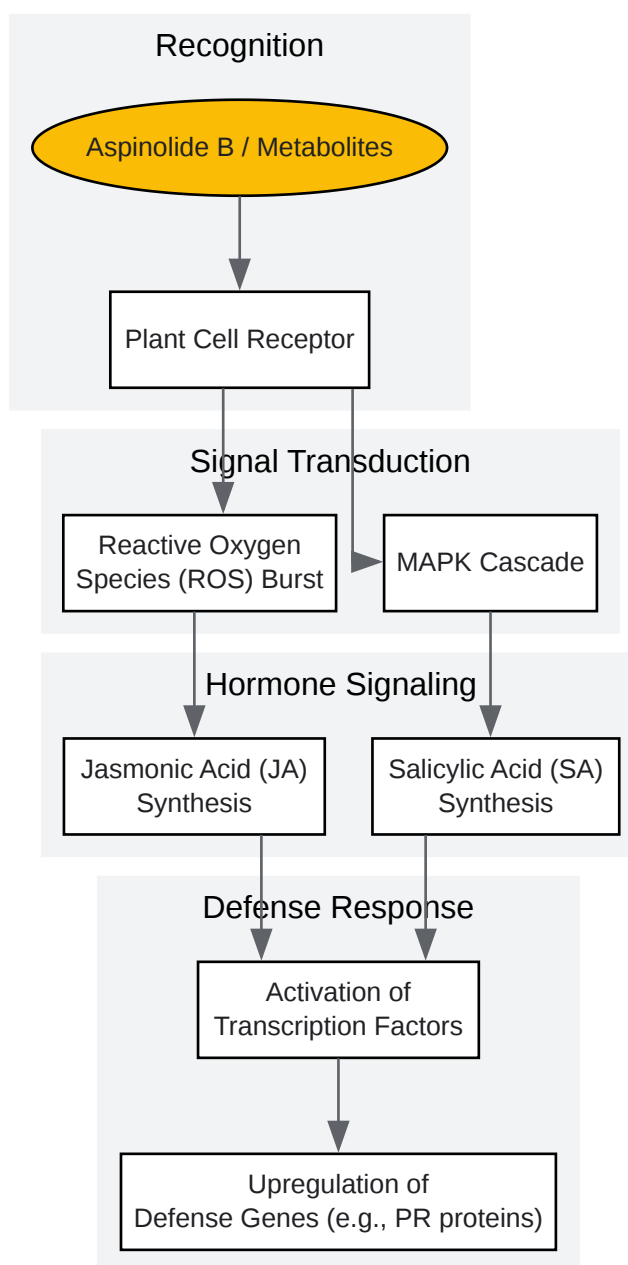 Recognition
Aspinolide B / Metabolites
Plant Cell Receptor
Signal Transduction
Reactive Oxygen
Species (ROS) Burst
MAPK Cascade
Hormone Signaling
Jasmonic Acid (JA)
Synthesis
Salicylic Acid (SA)
Synthesis
Defense Response
Activation of
Transcription Factors
Upregulation of
Defense Genes (e.g., PR proteins)